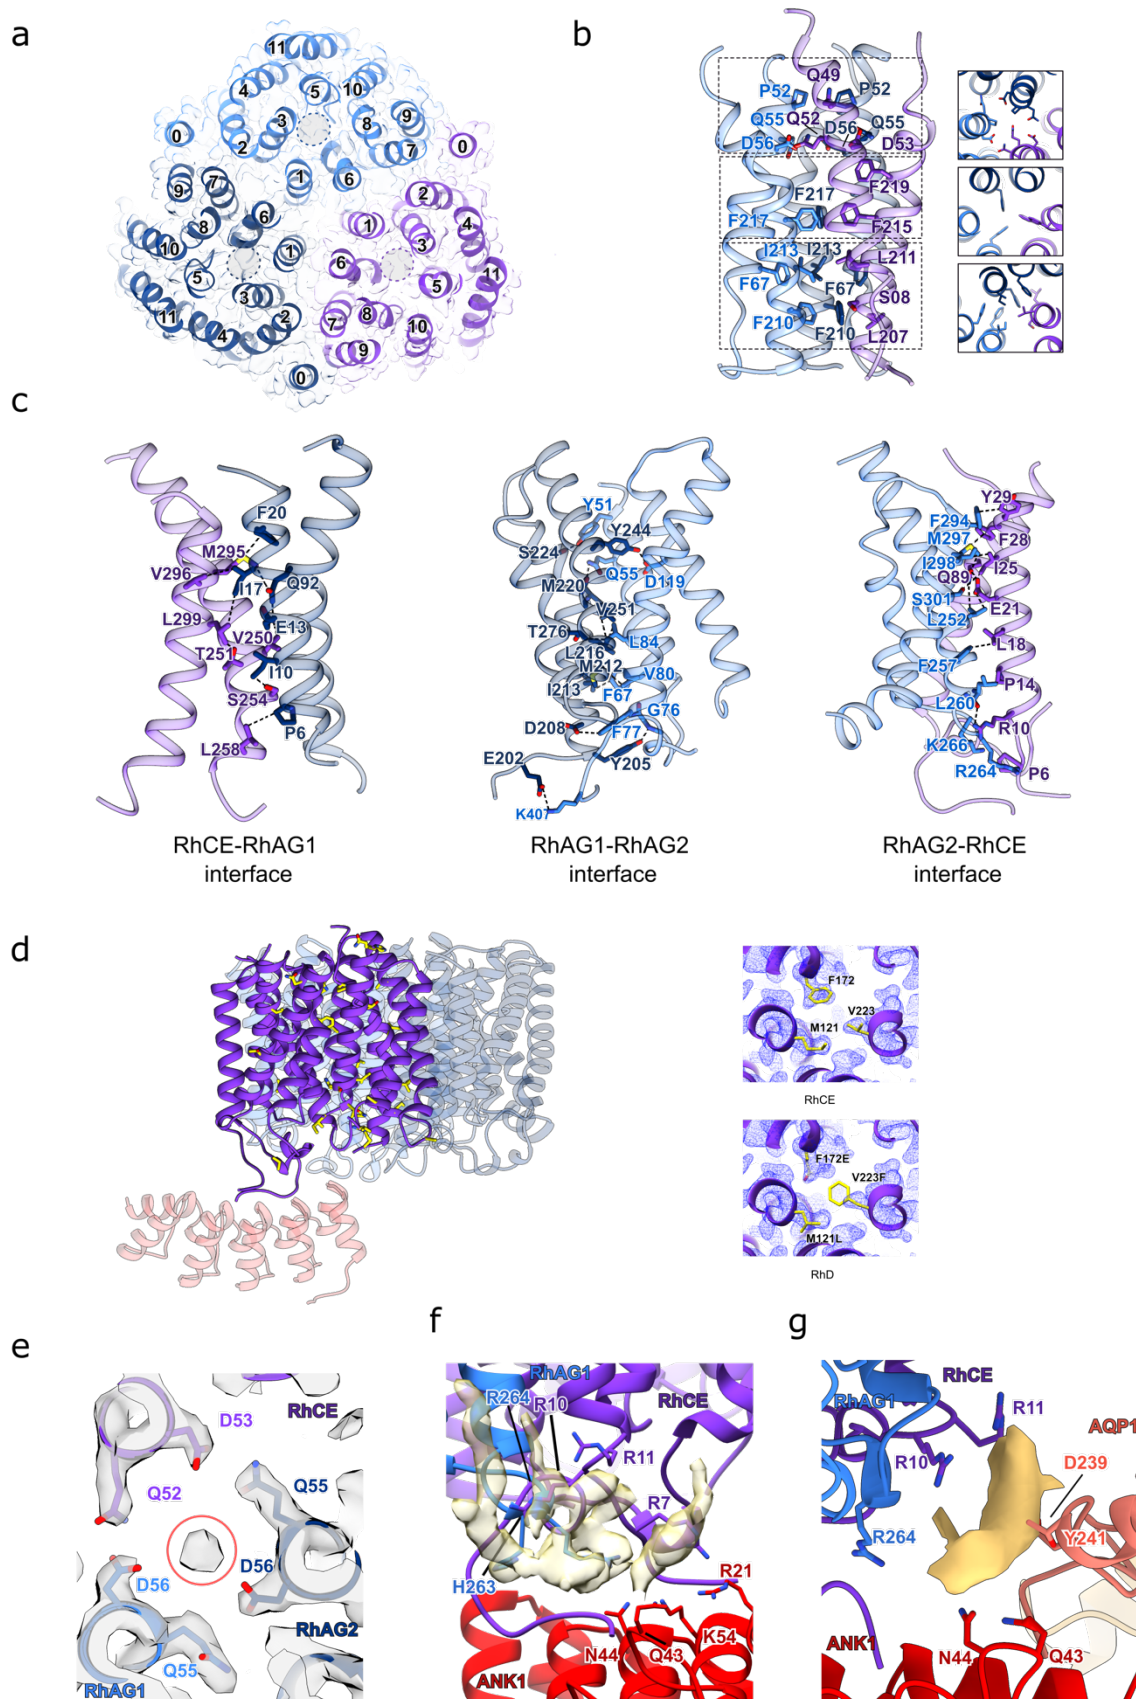 a
11
4
5
10
3
9
8
0
2
7
0
1
6
9
7
2
6
1
4
8
3
10
1
6
5
5
11
3
8
11
2
7
10
4
9
0
b
Q49
P52
P52
Q55
Q52
Q55
D56
D56
D53
F219
F217
F217
F215
I213
I213
L211
F67
F67
S08
F210
F210
L207
c
F20
M295
V296
I17
Q92
L299
E13
V250
T251
I10
S254
P6
L258
RhCE-RhAG1
interface
Y51
Y244
S224
Q55
D119
M220
V251
T276
L84
L216
M212
V80
I213
F67
G76
D208
F77
E202
Y205
K407
RhAG1-RhAG2
interface
Y29
F294
M297
F28
I298
I25
Q89
S301
E21
L252
L18
F257
P14
L260
R10
K266
R264
P6
RhAG2-RhCE
interface
d
F172
V223
M121
RhCE
F172E
V223F
M121L
RhD
e
RhCE
D53
Q55
Q52
D56
D56
RhAG2
Q55
RhAG1
f
RhAG1
R264
R10
RhCE
R11
R7
H263
R21
K54
N44
Q43
ANK1
g
RhCE
RhAG1
R11
AQP1
R10
D239
R264
Y241
ANK1
N44
Q43